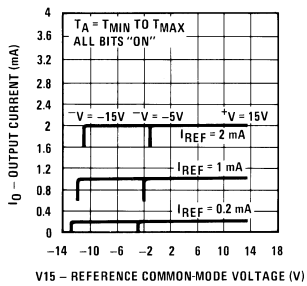 T_A = T_MIN TO T_MAX
ALL BITS "ON"
I_O – OUTPUT CURRENT (mA)
4
3.6
3.2
2.8
2.4
2
1.6
1.2
0.8
0.4
0
⁻V = –15V
⁻V = –5V
⁺V = 15V
I_REF = 2 mA
I_REF = 1 mA
I_REF = 0.2 mA
–14 –10 –6 –2 2 6 10 14 18
V15 – REFERENCE COMMON-MODE VOLTAGE (V)